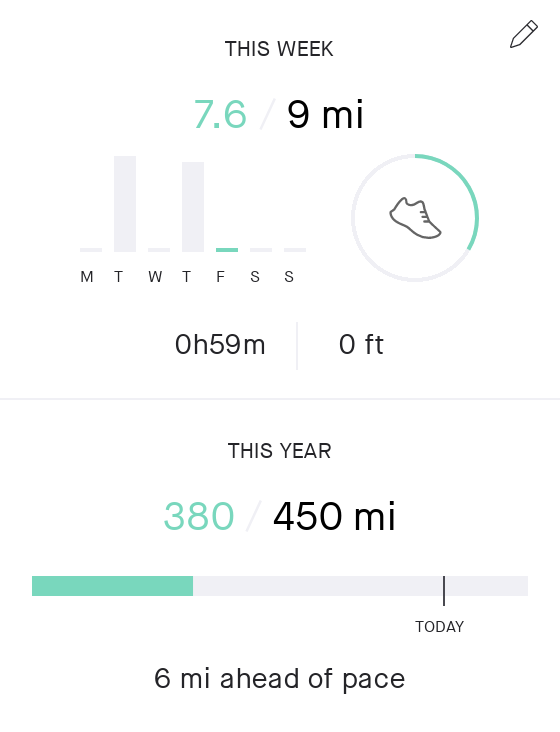 THIS WEEK
7.6 / 9 mi
M T W T F S S
0h59m 0 ft
THIS YEAR
380 / 450 mi
TODAY
6 mi ahead of pace